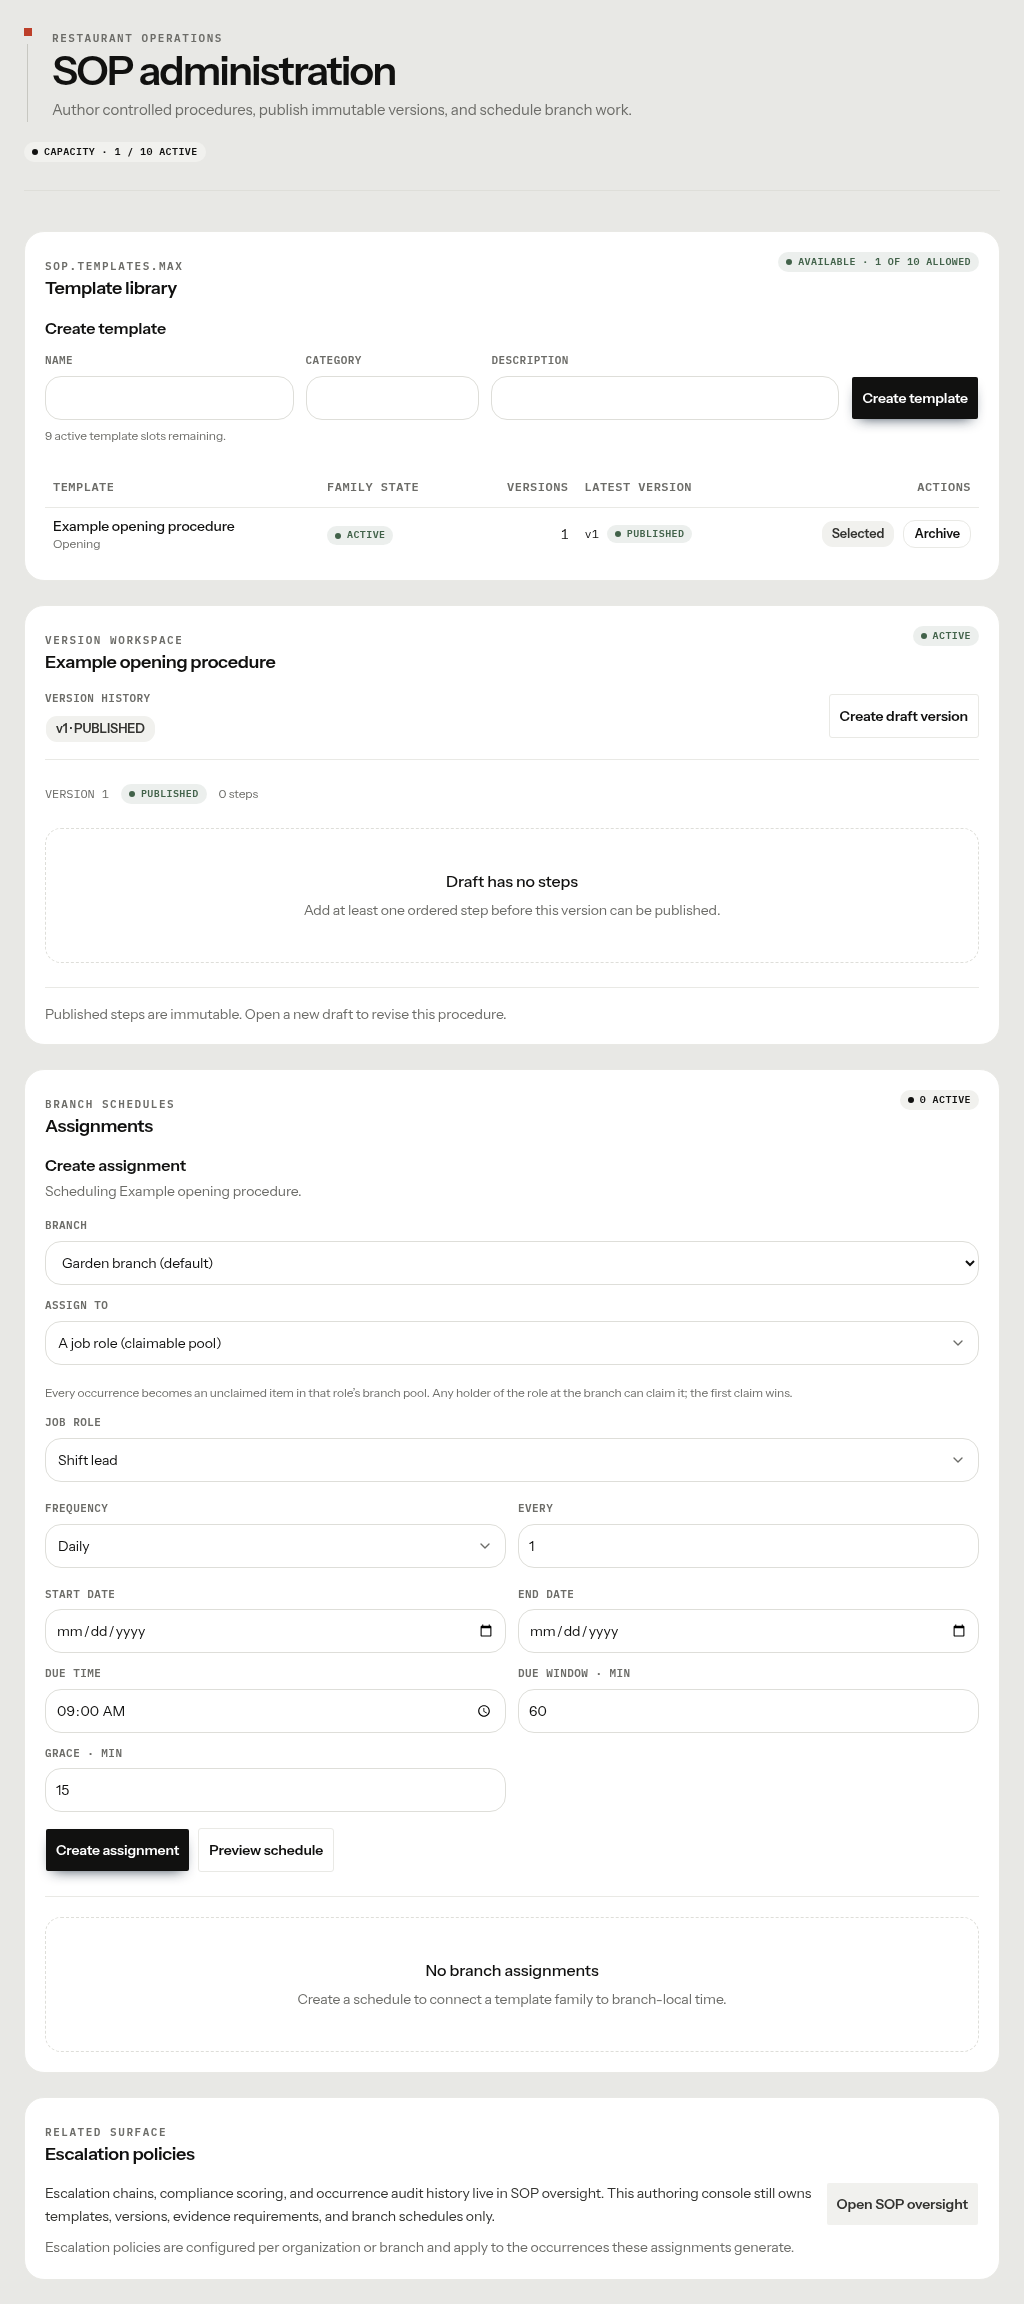 RESTAURANT OPERATIONS
SOP administration
Author controlled procedures, publish immutable versions, and schedule branch work.
CAPACITY · 1 / 10 ACTIVE
SOP.TEMPLATES.MAX
AVAILABLE · 1 OF 10 ALLOWED
Template library
Create template
NAME CATEGORY DESCRIPTION
Create template
9 active template slots remaining.
TEMPLATE FAMILY STATE VERSIONS LATEST VERSION ACTIONS
Example opening procedure
Opening
ACTIVE 1 v1 PUBLISHED Selected Archive
VERSION WORKSPACE
ACTIVE
Example opening procedure
VERSION HISTORY
v1 · PUBLISHED
Create draft version
VERSION 1 PUBLISHED 0 steps
Draft has no steps
Add at least one ordered step before this version can be published.
Published steps are immutable. Open a new draft to revise this procedure.
BRANCH SCHEDULES
0 ACTIVE
Assignments
Create assignment
Scheduling Example opening procedure.
BRANCH
Garden branch (default)
ASSIGN TO
A job role (claimable pool)
Every occurrence becomes an unclaimed item in that role's branch pool. Any holder of the role at the branch can claim it; the first claim wins.
JOB ROLE
Shift lead
FREQUENCY EVERY
Daily 1
START DATE END DATE
mm/dd/yyyy mm/dd/yyyy
DUE TIME DUE WINDOW · MIN
09:00 AM 60
GRACE · MIN
15
Create assignment Preview schedule
No branch assignments
Create a schedule to connect a template family to branch-local time.
RELATED SURFACE
Escalation policies
Escalation chains, compliance scoring, and occurrence audit history live in SOP oversight. This authoring console still owns
templates, versions, evidence requirements, and branch schedules only.
Open SOP oversight
Escalation policies are configured per organization or branch and apply to the occurrences these assignments generate.